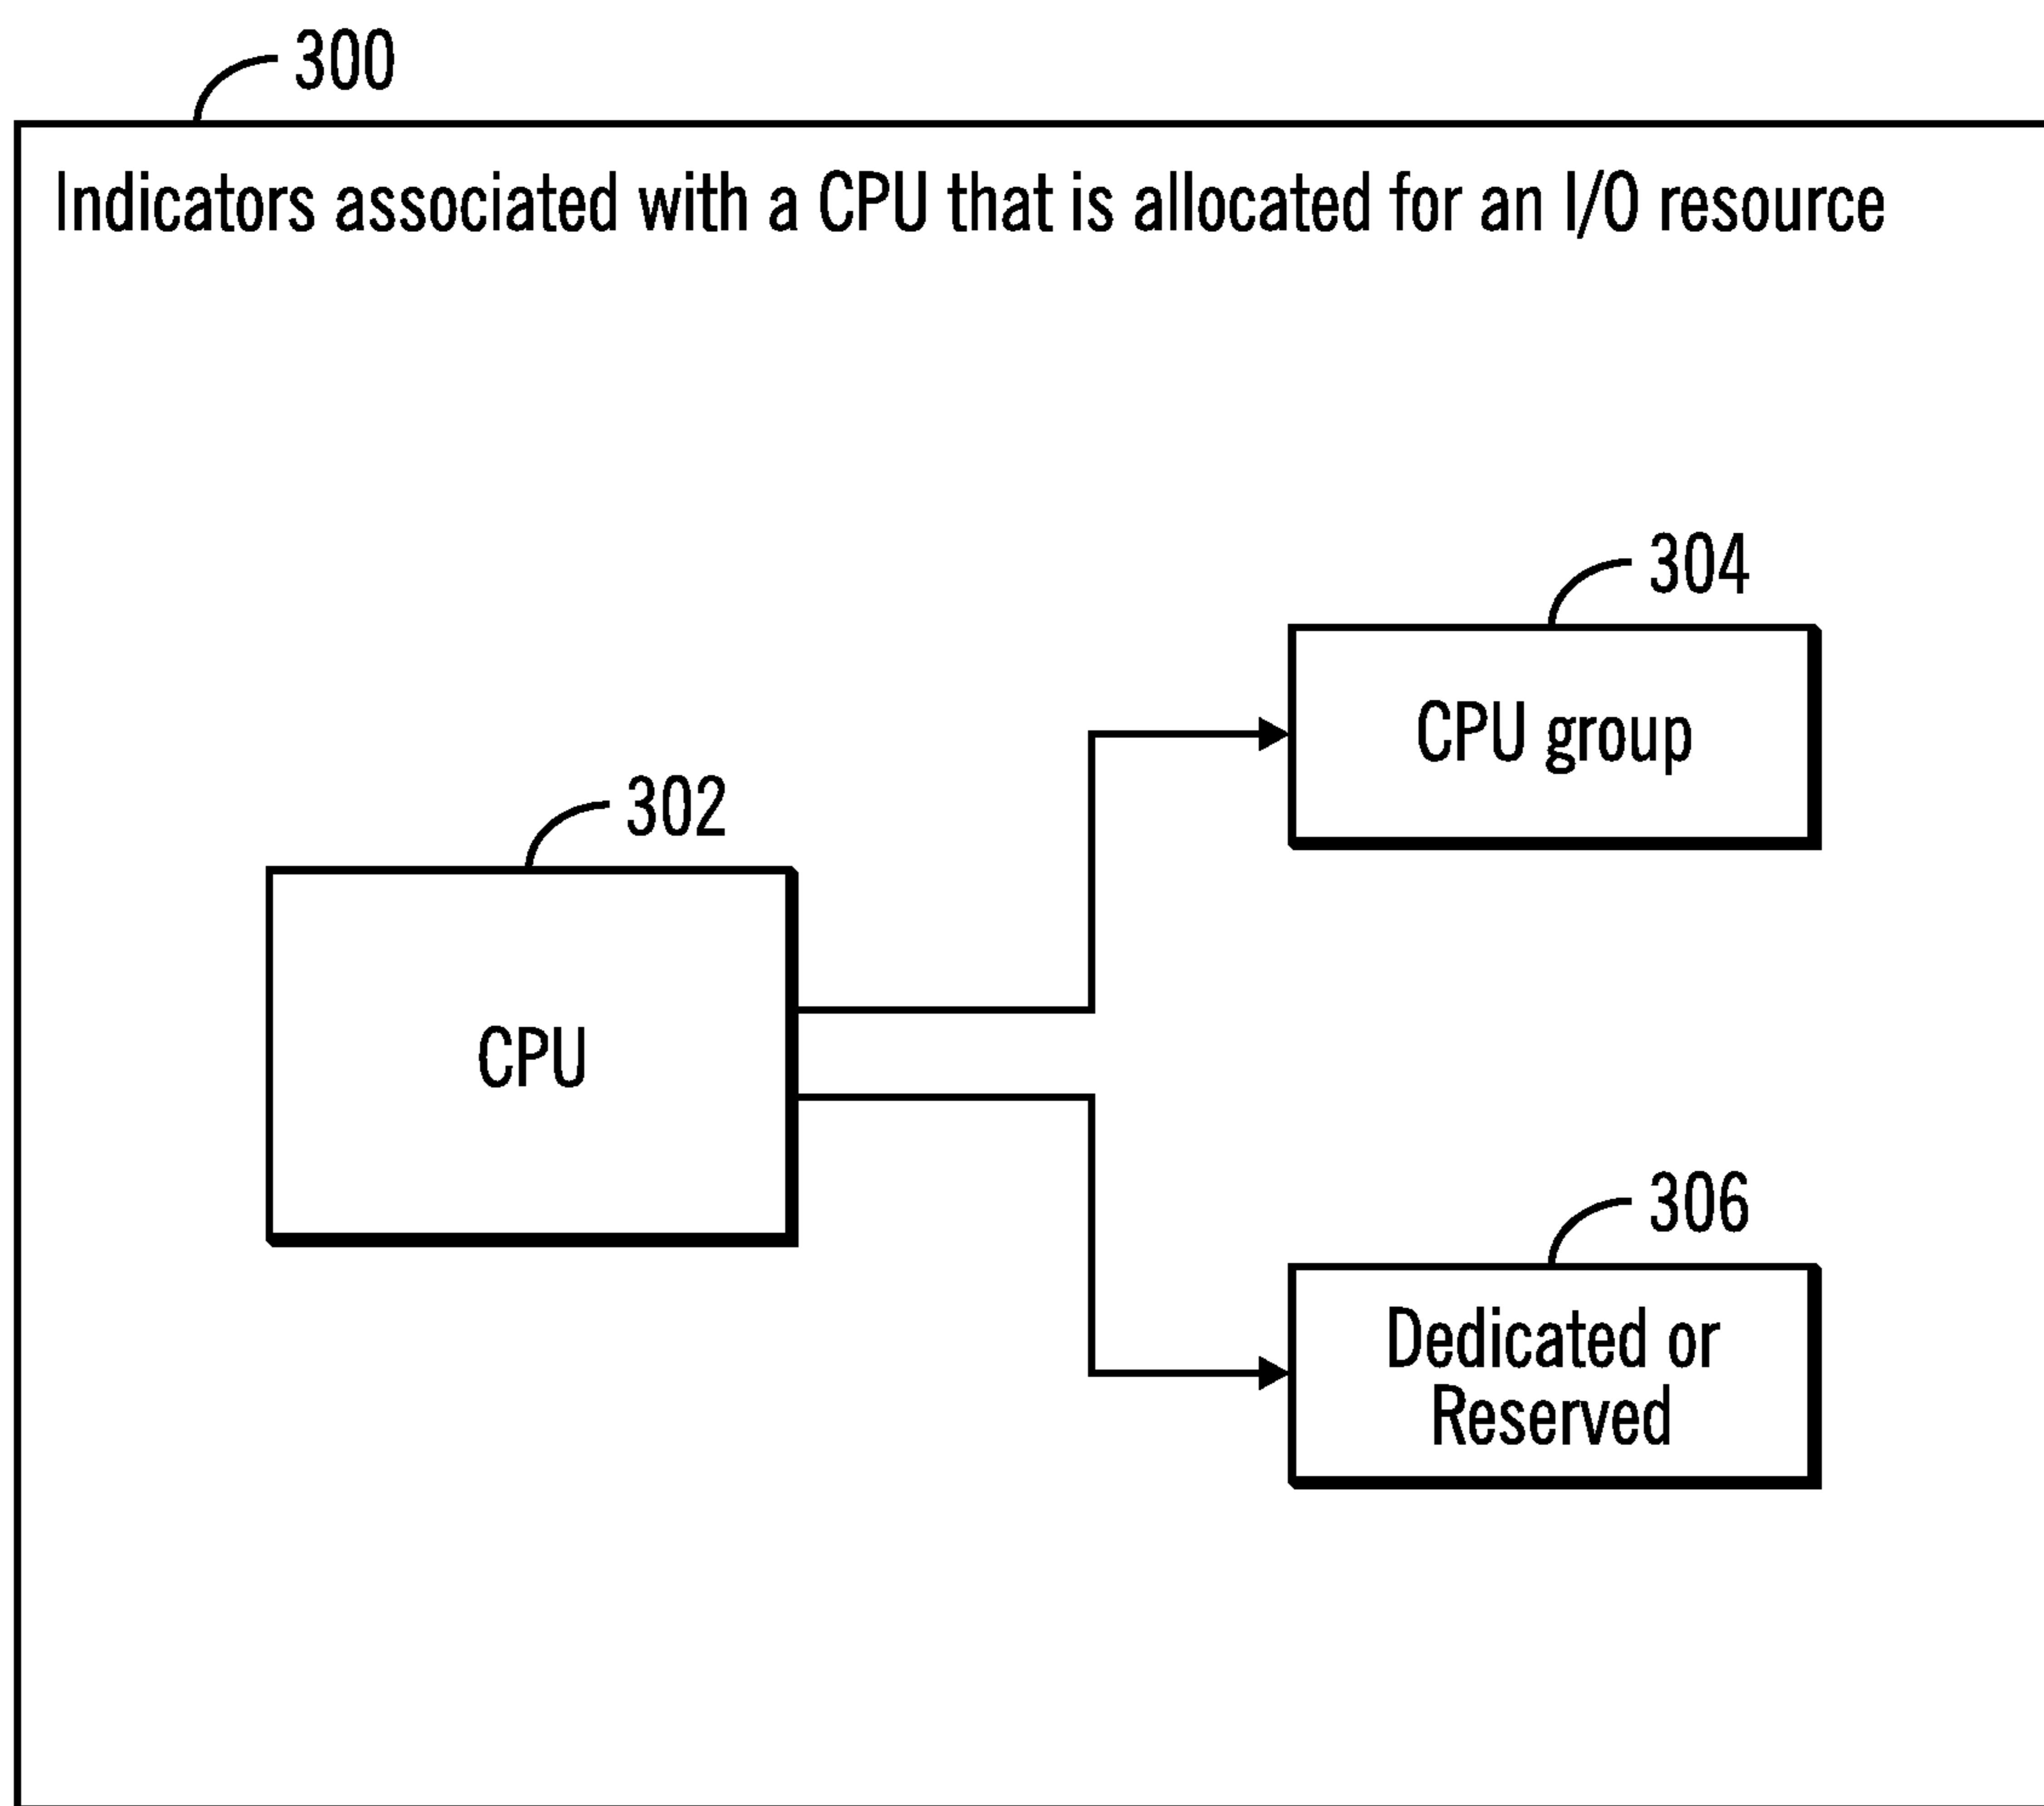 300
Indicators associated with a CPU that is allocated for an I/O resource
304
CPU group
302
CPU
306
Dedicated or
Reserved